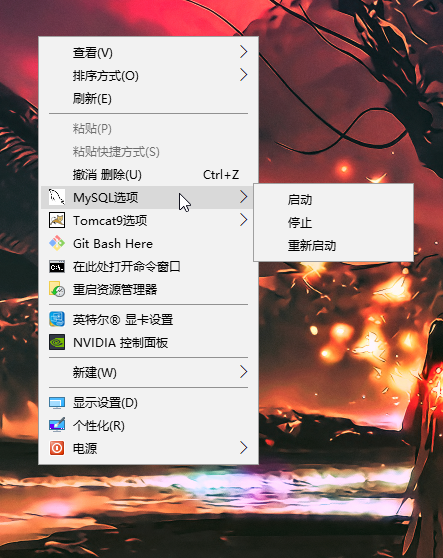 查看(V)
排序方式(O)
刷新(E)
粘贴(P)
粘贴快捷方式(S)
撤消 删除(U) Ctrl+Z
MySQL选项
启动
停止
重新启动
Tomcat9选项
Git Bash Here
在此处打开命令窗口
重启资源管理器
英特尔® 显卡设置
NVIDIA 控制面板
新建(W)
显示设置(D)
个性化(R)
电源